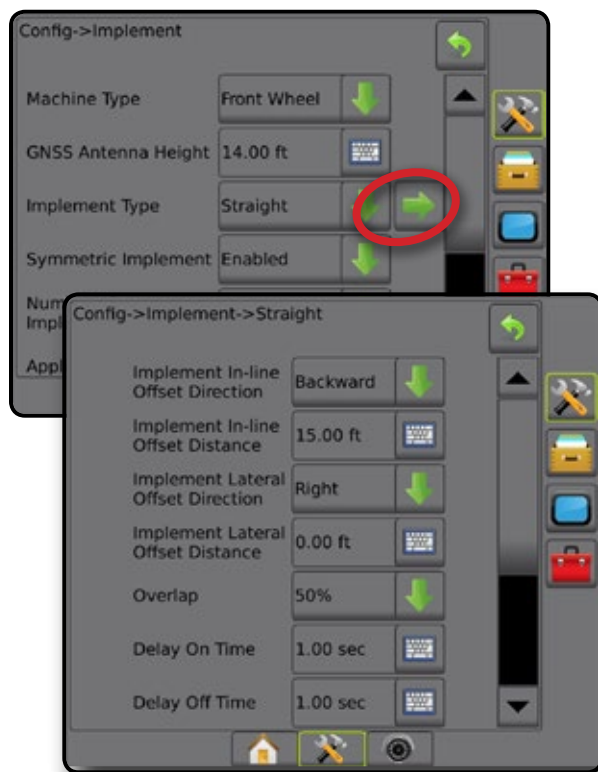 Config->Implement
Machine Type Front Wheel
GNSS Antenna Height 14.00 ft
Implement Type Straight
Symmetric Implement Enabled
Num
Impl
Appl
Config->Implement->Straight
Implement In-line
Offset Direction Backward
Implement In-line
Offset Distance 15.00 ft
Implement Lateral
Offset Direction Right
Implement Lateral
Offset Distance 0.00 ft
Overlap 50%
Delay On Time 1.00 sec
Delay Off Time 1.00 sec